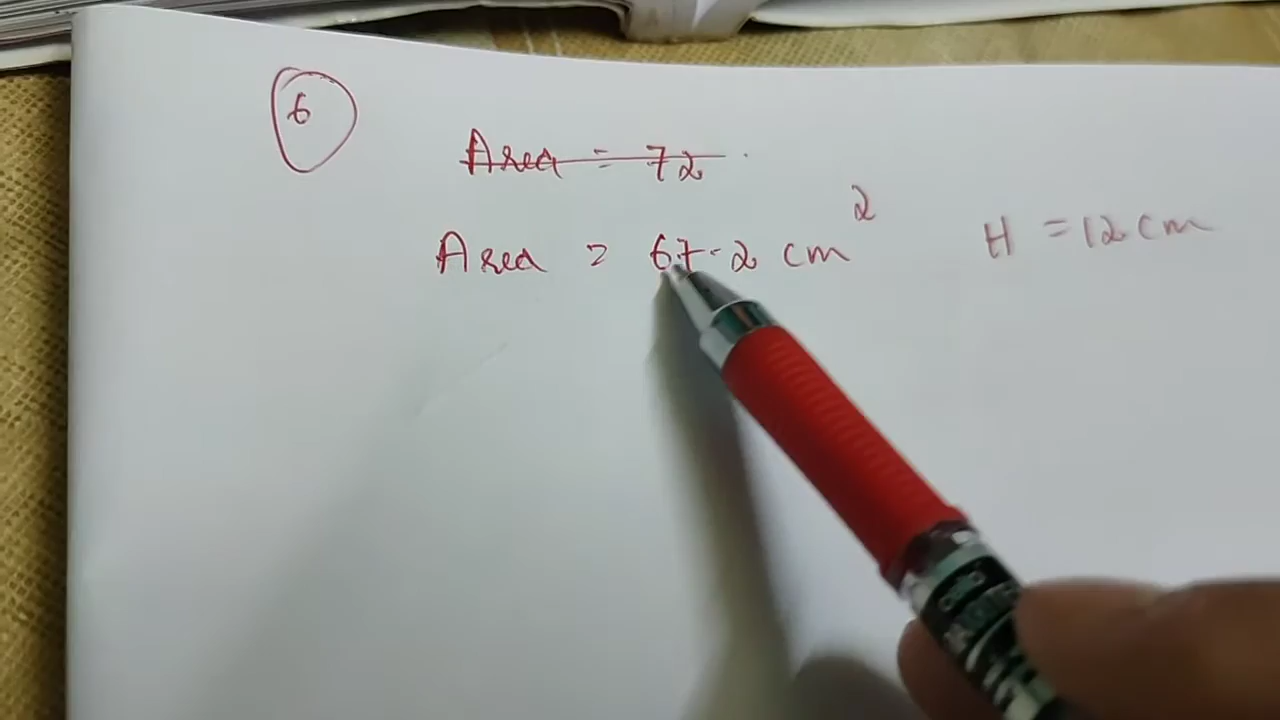 6
Area = 72
Area = 67.2 cm²
H = 12 cm